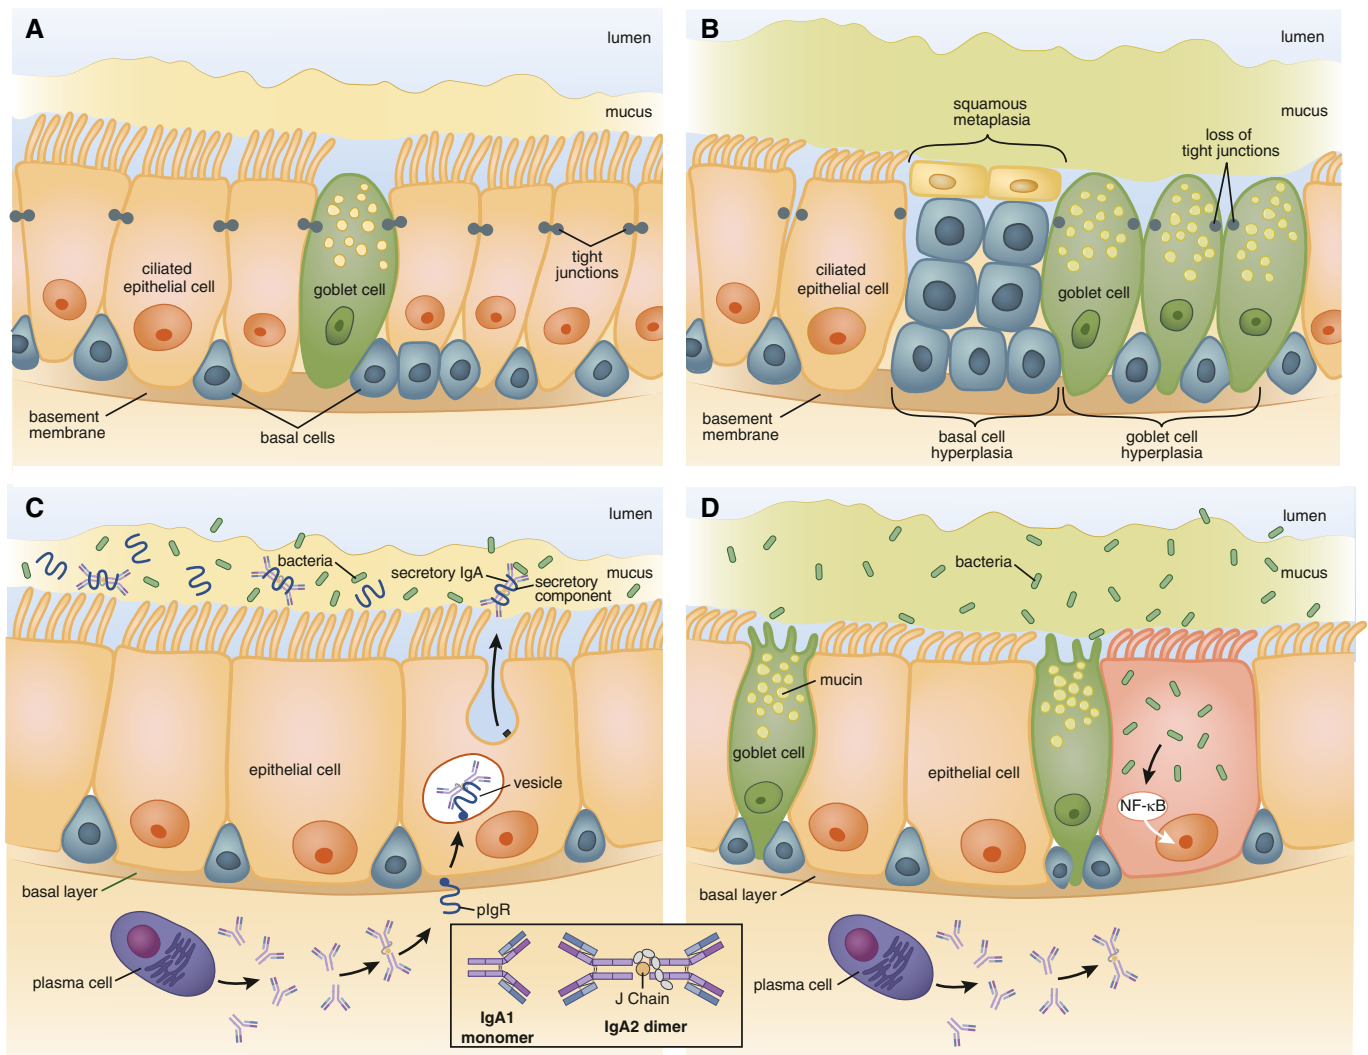 A
lumen
mucus
ciliated
epithelial cell
goblet cell
tight
junctions
basement
membrane
basal cells
B
lumen
mucus
squamous
metaplasia
loss of
tight junctions
ciliated
epithelial cell
goblet cell
basement
membrane
basal cell
hyperplasia
goblet cell
hyperplasia
C
lumen
mucus
bacteria
secretory IgA
secretory
component
epithelial cell
vesicle
basal layer
pIgR
plasma cell
IgA1
monomer
J Chain
IgA2 dimer
D
lumen
mucus
bacteria
mucin
goblet cell
epithelial cell
NF-κB
basal layer
plasma cell